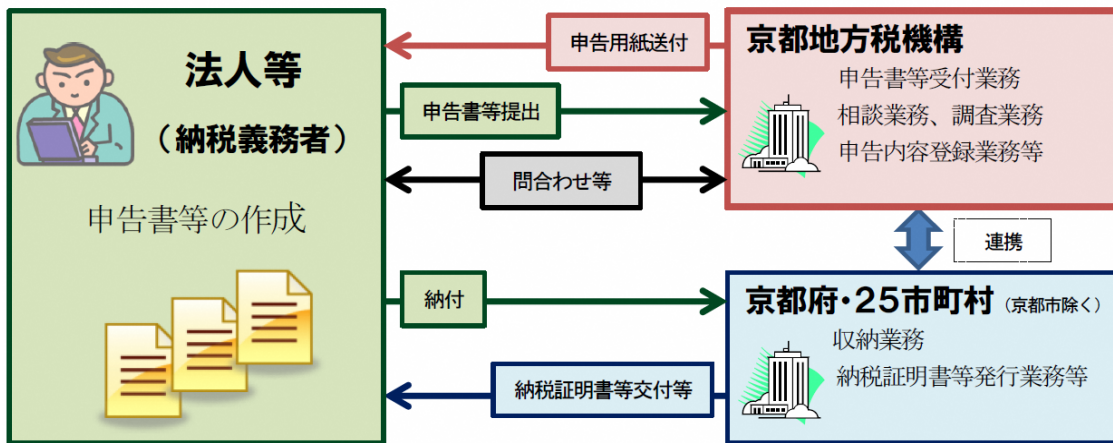 法人等
（納税義務者）
申告書等の作成
申告用紙送付
申告書等提出
問合わせ等
納付
納税証明書等交付等
京都地方税機構
申告書等受付業務
相談業務、調査業務
申告内容登録業務等
連携
京都府・25市町村（京都市除く）
収納業務
納税証明書等発行業務等